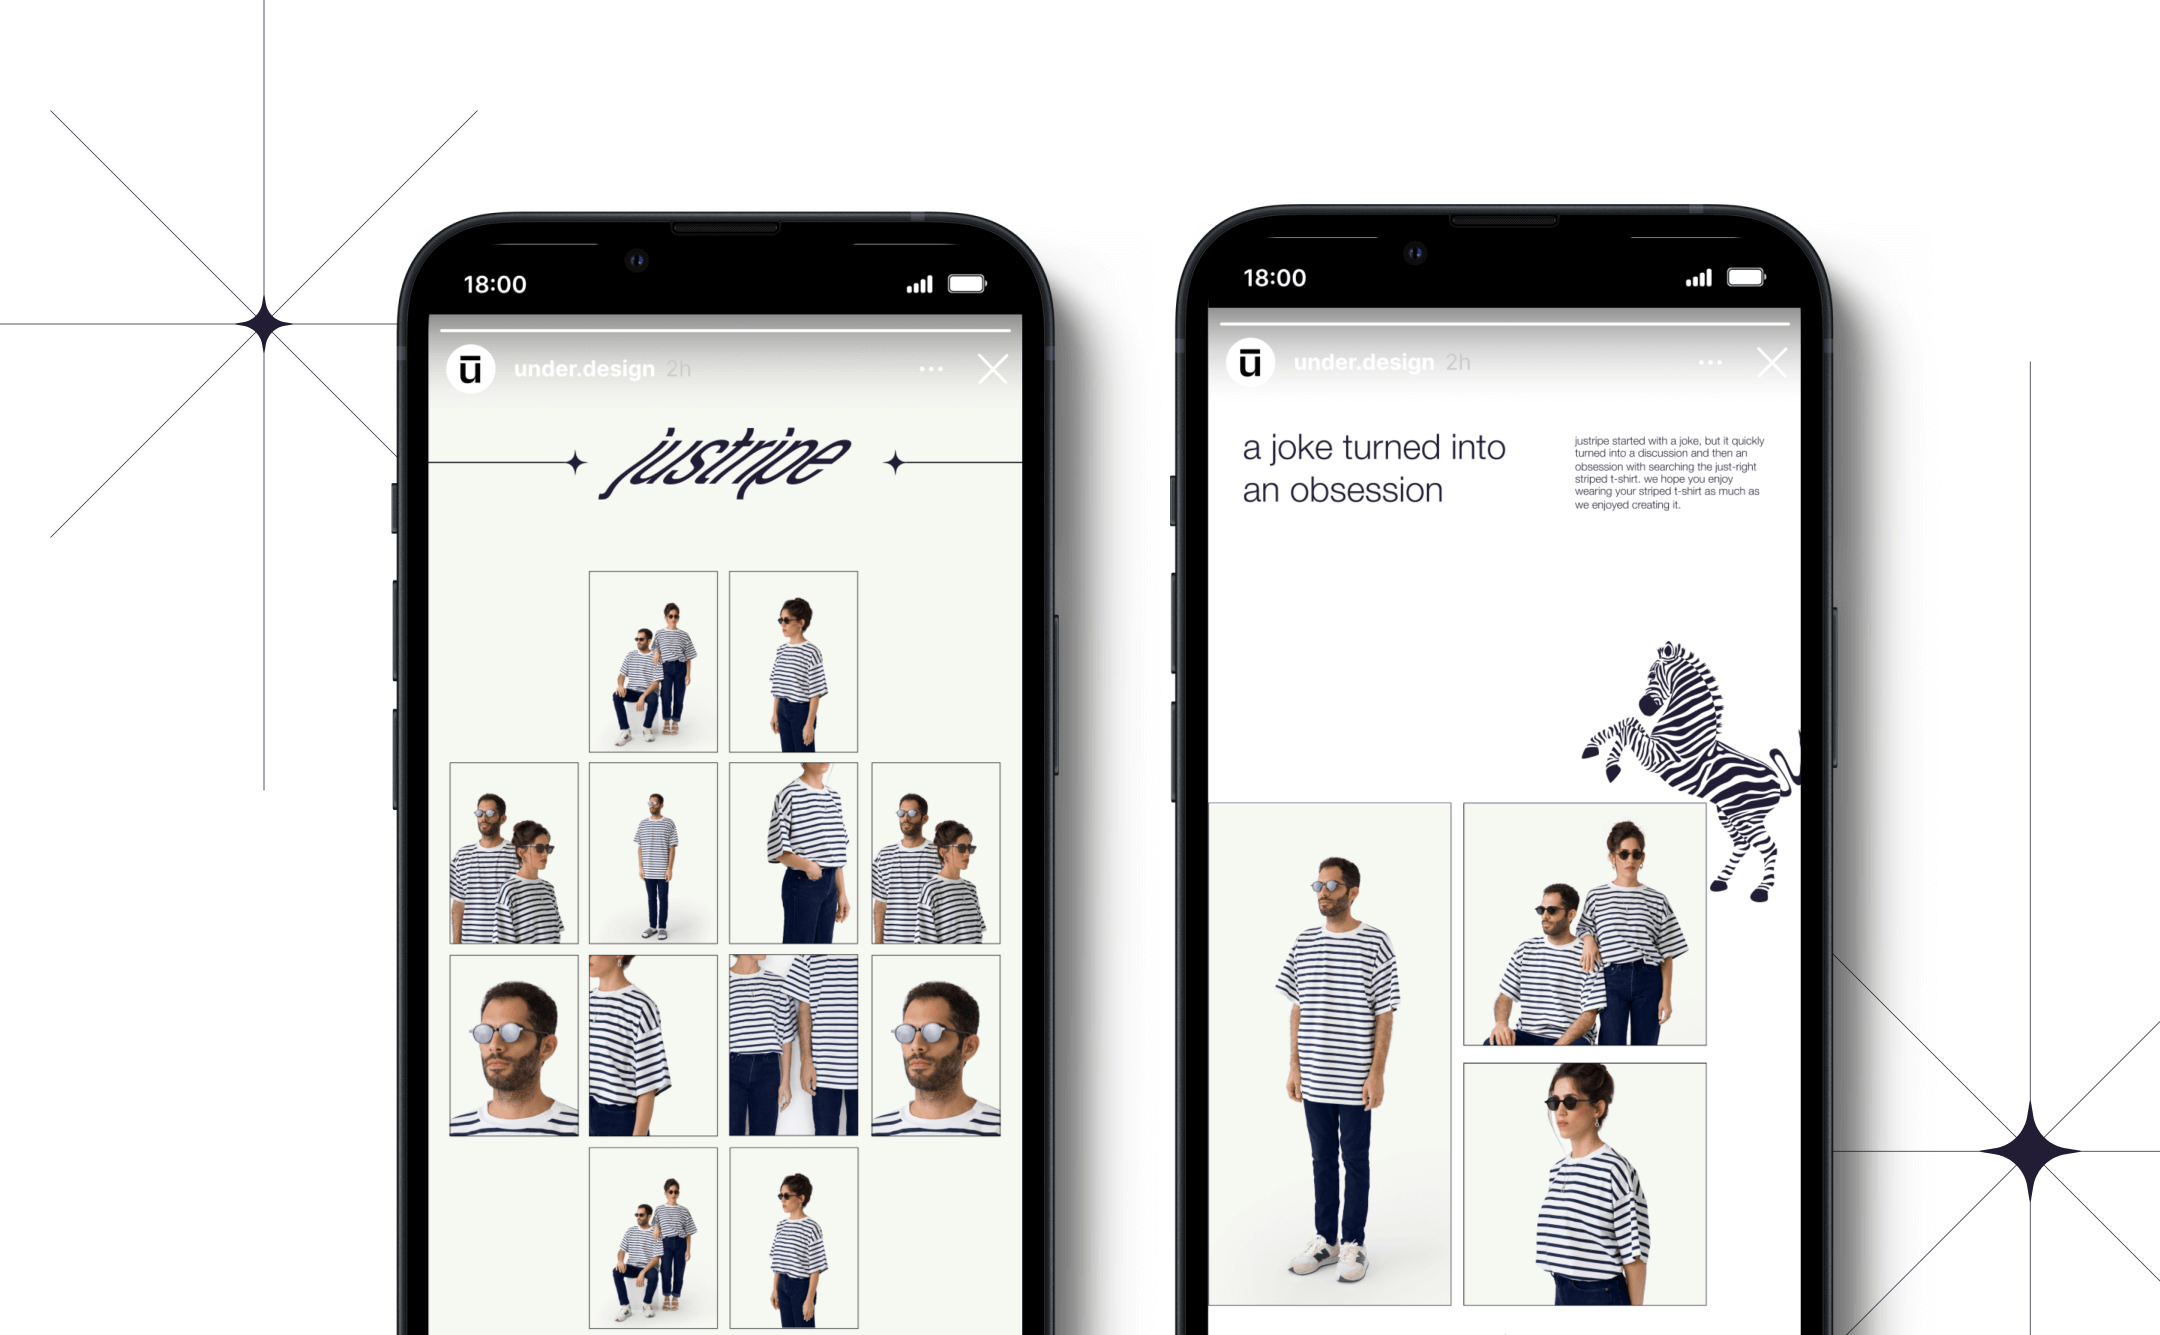 18:00
ū under.design 2h
justripe
18:00
ū under.design 2h
a joke turned into
an obsession
justripe started with a joke, but it quickly
turned into a discussion and then an
obsession with searching the just-right
striped t-shirt. we hope you enjoy
wearing your striped t-shirt as much as
we enjoyed creating it.